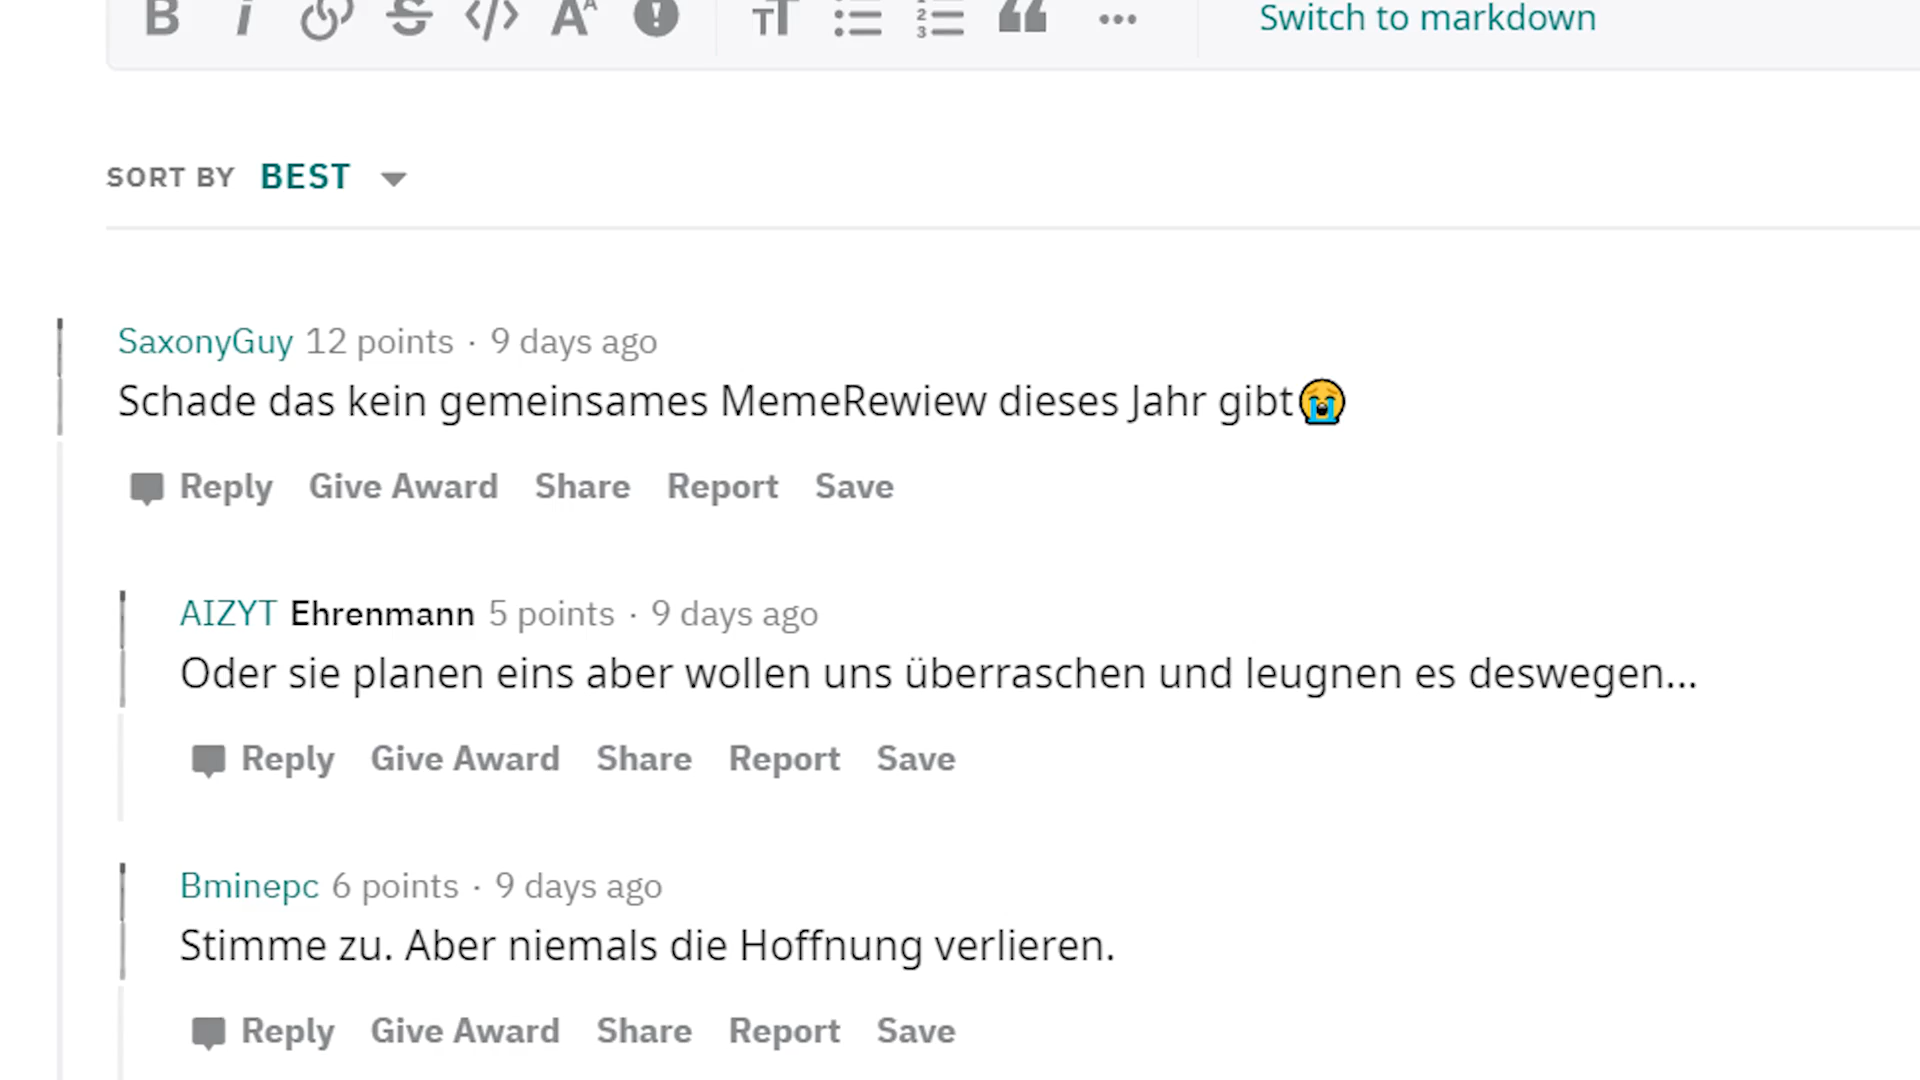 Switch to markdown
SORT BY BEST
SaxonyGuy 12 points · 9 days ago
Schade das kein gemeinsames MemeRewiew dieses Jahr gibt😭
Reply Give Award Share Report Save
AIZYT Ehrenmann 5 points · 9 days ago
Oder sie planen eins aber wollen uns überraschen und leugnen es deswegen...
Reply Give Award Share Report Save
Bminepc 6 points · 9 days ago
Stimme zu. Aber niemals die Hoffnung verlieren.
Reply Give Award Share Report Save